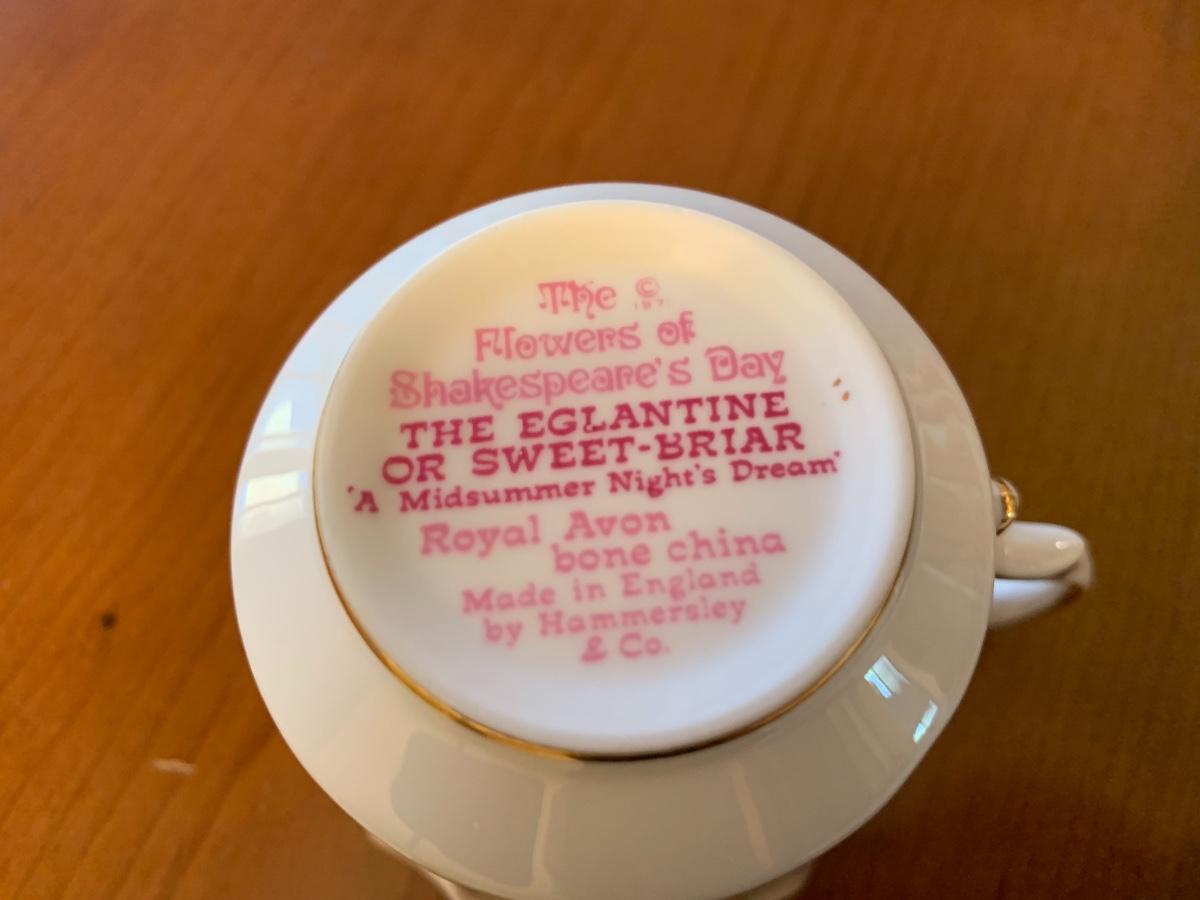 The ©
Flowers of
Shakespeare's Day
THE EGLANTINE
OR SWEET-BRIAR
'A Midsummer Night's Dream'
Royal Avon
bone china
Made in England
by Hammersley
& Co.